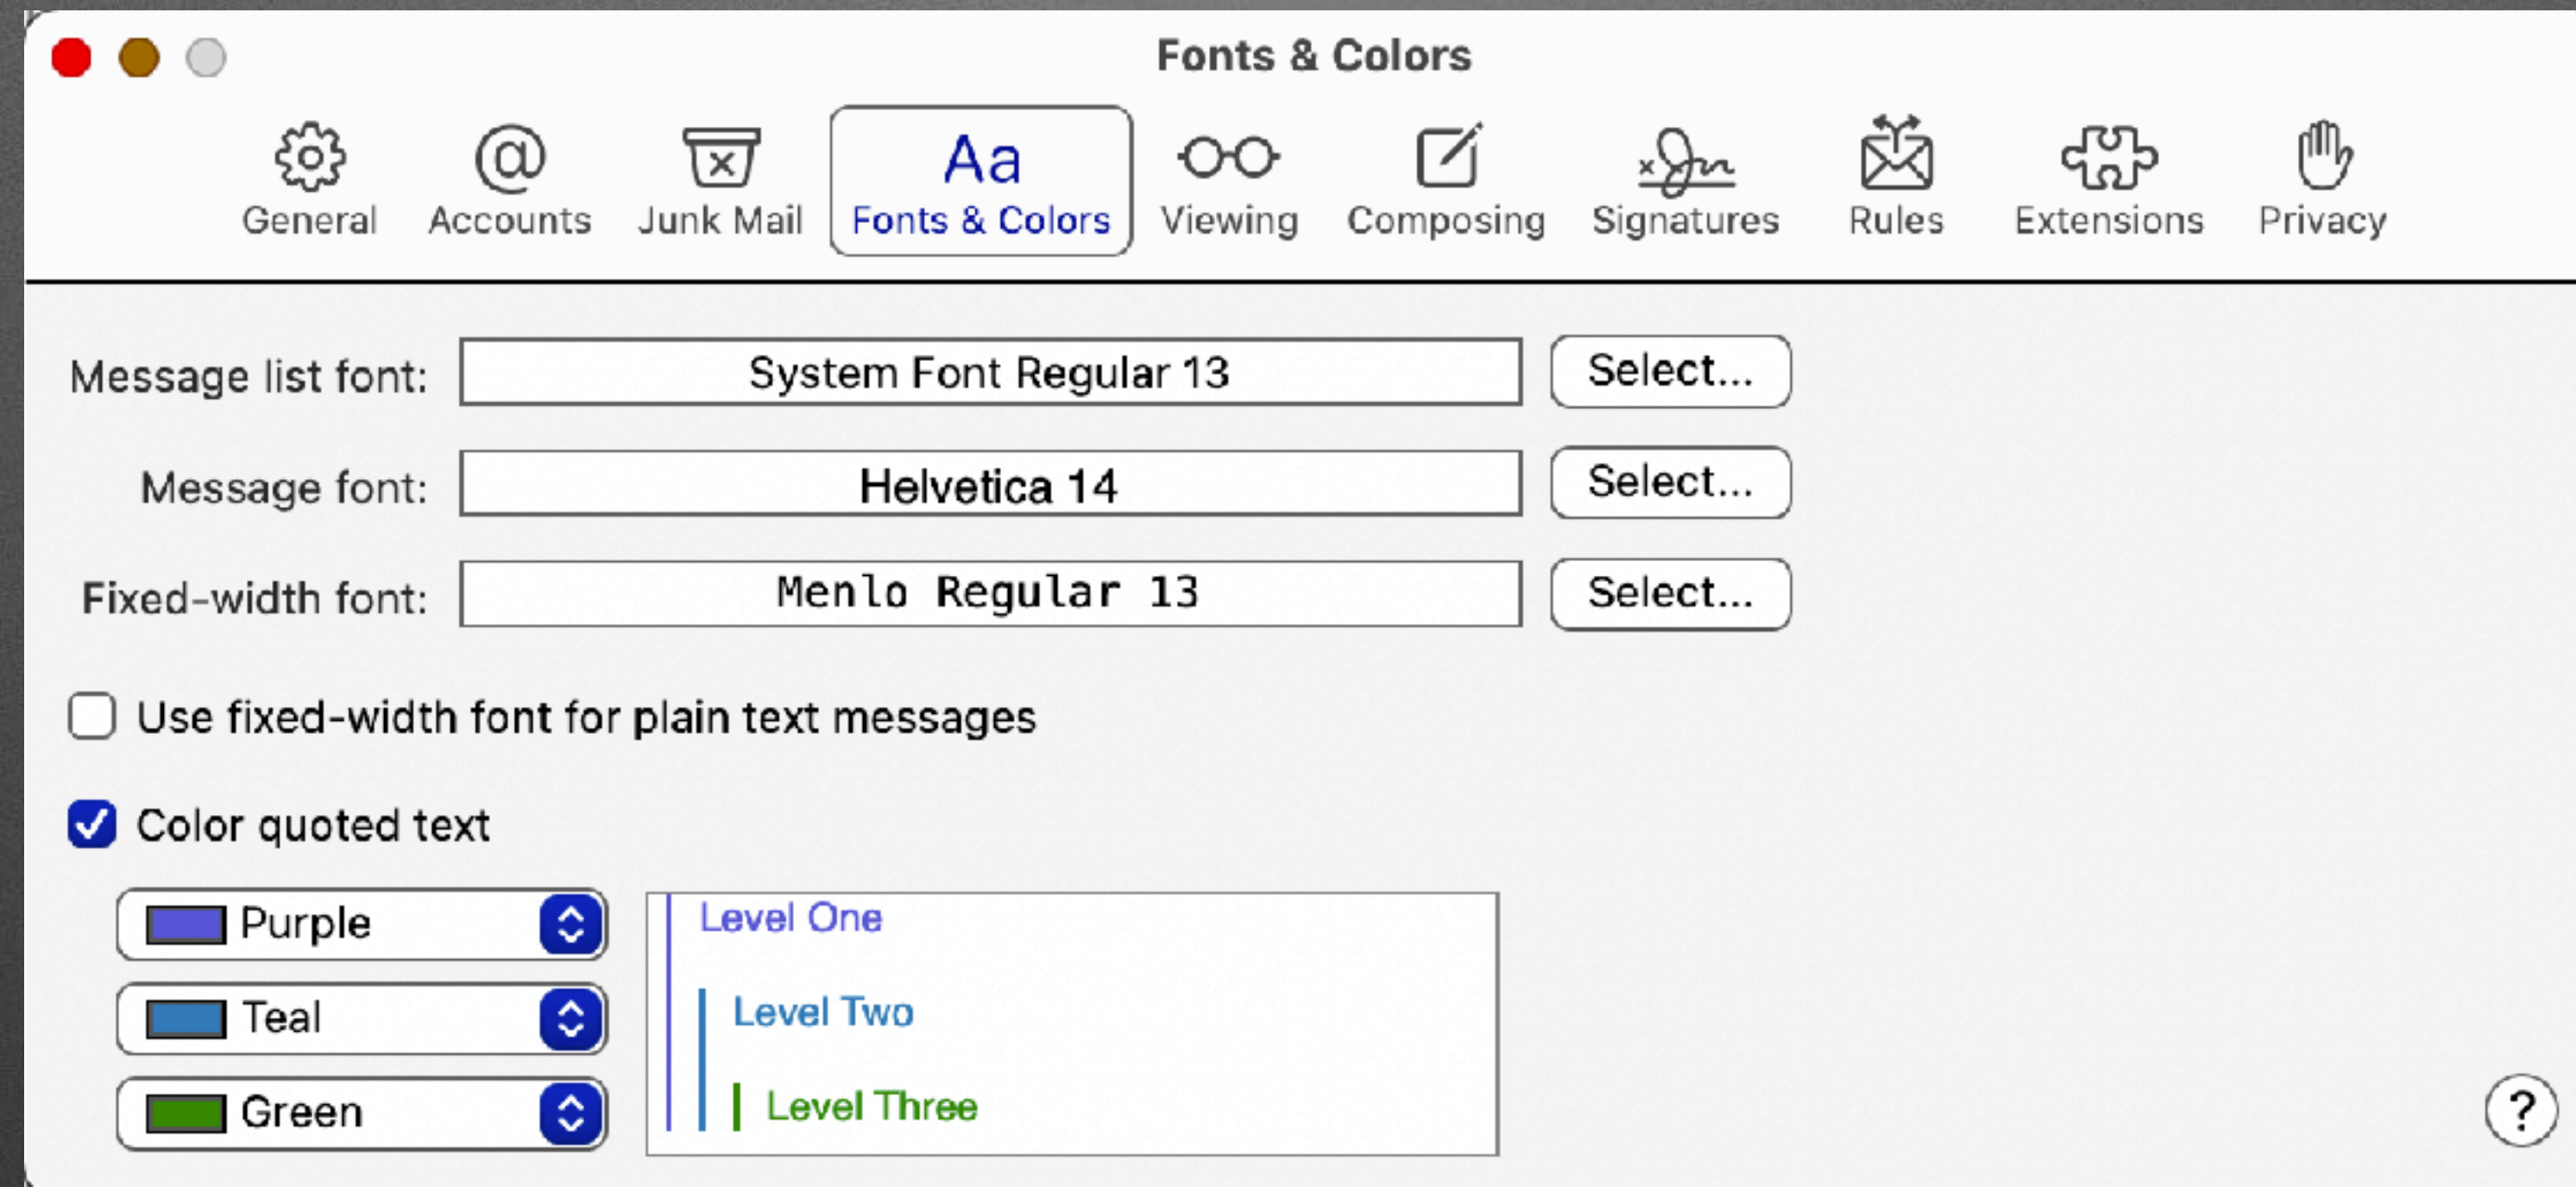 Fonts & Colors
General Accounts Junk Mail Aa Fonts & Colors Viewing Composing Signatures Rules Extensions Privacy
Message list font: System Font Regular 13 Select...
Message font: Helvetica 14 Select...
Fixed-width font: Menlo Regular 13 Select...
Use fixed-width font for plain text messages
Color quoted text
Purple Level One
Teal Level Two
Green Level Three
?